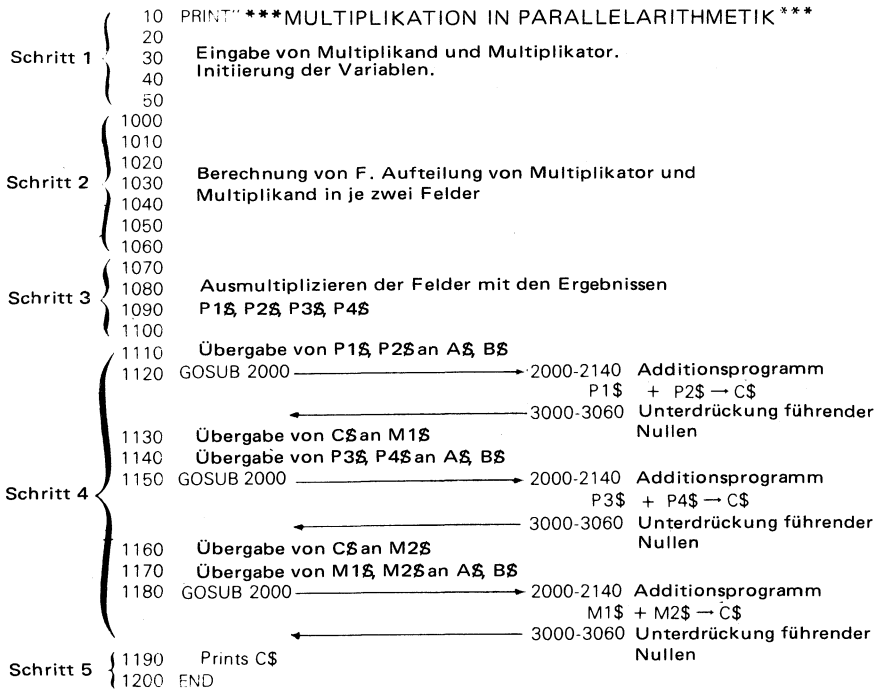 10 PRINT" ***MULTIPLIKATION IN PARALLELARITHMETIK***
20
Schritt 1 30 Eingabe von Multiplikand und Multiplikator.
Initiierung der Variablen.
40
50
1000
1010
1020
Schritt 2 1030 Berechnung von F. Aufteilung von Multiplikator und
1040 Multiplikand in je zwei Felder
1050
1060
1070
Schritt 3 1080 Ausmultiplizieren der Felder mit den Ergebnissen
1090 P1$, P2$, P3$, P4$
1100
1110 Übergabe von P1$, P2$ an A$, B$
1120 GOSUB 2000 → 2000-2140 Additionsprogramm
P1$ + P2$ → C$
← 3000-3060 Unterdrückung führender
Nullen
1130 Übergabe von C$ an M1$
1140 Übergabe von P3$, P4$ an A$, B$
1150 GOSUB 2000 → 2000-2140 Additionsprogramm
Schritt 4 P3$ + P4$ → C$
← 3000-3060 Unterdrückung führender
Nullen
1160 Übergabe von C$ an M2$
1170 Übergabe von M1$, M2$ an A$, B$
1180 GOSUB 2000 → 2000-2140 Additionsprogramm
M1$ + M2$ → C$
← 3000-3060 Unterdrückung führender
Nullen
Schritt 5 1190 Prints C$
1200 END